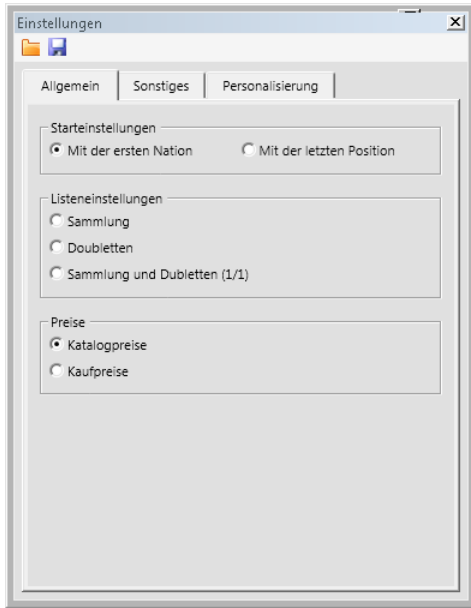 Einstellungen
Allgemein Sonstiges Personalisierung
Starteinstellungen
Mit der ersten Nation Mit der letzten Position
Listeneinstellungen
Sammlung
Doubletten
Sammlung und Dubletten (1/1)
Preise
Katalogpreise
Kaufpreise